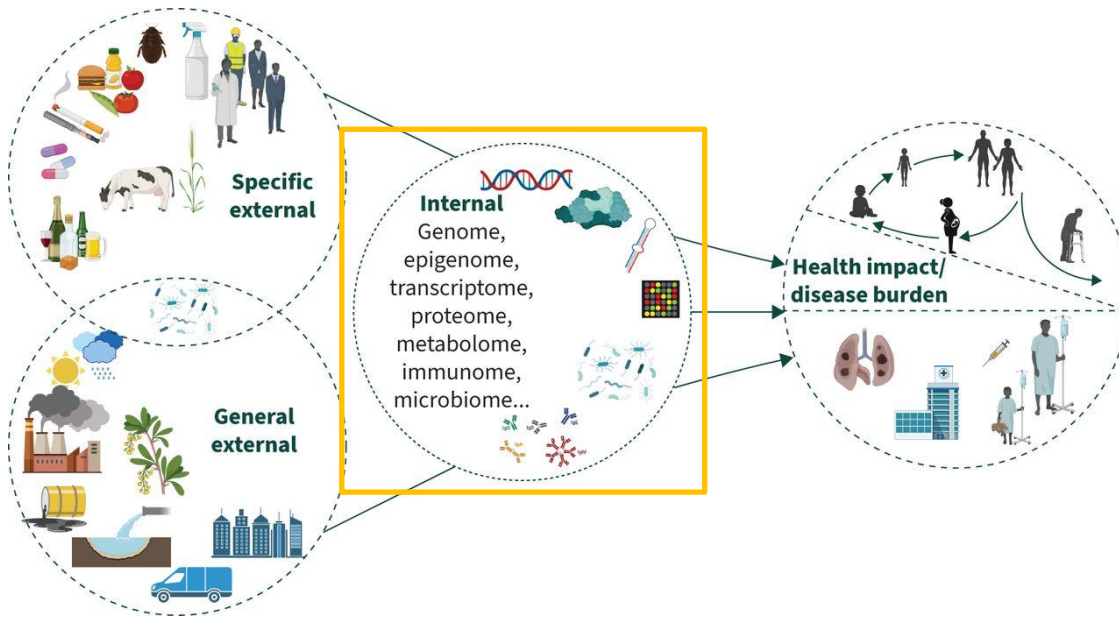 Specific
external
General
external
Internal
Genome,
epigenome,
transcriptome,
proteome,
metabolome,
immunome,
microbiome...
Health impact/
disease burden